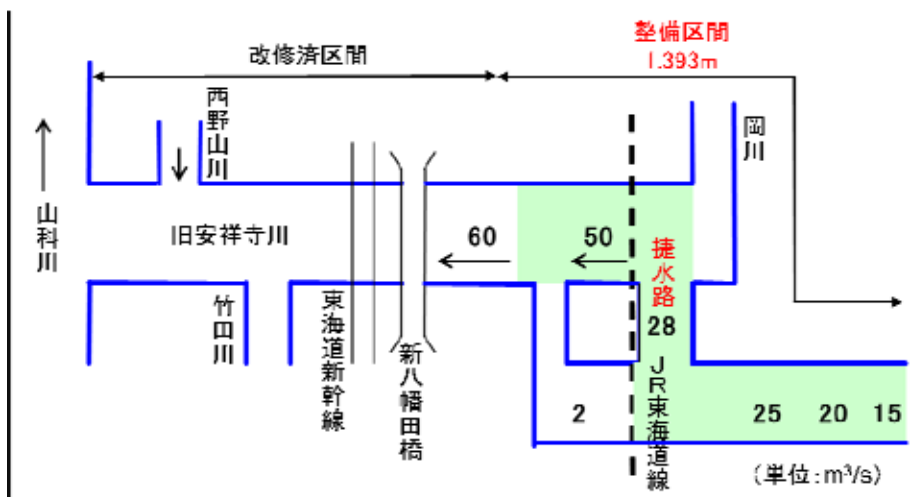 整備区間
1.393m
改修済区間
西野山川
岡川
山科川
旧安祥寺川
60
50
捷水路
28
竹田川
東海道新幹線
新八幡田橋
JR東海道線
2
25
20
15
(単位:m³/s)